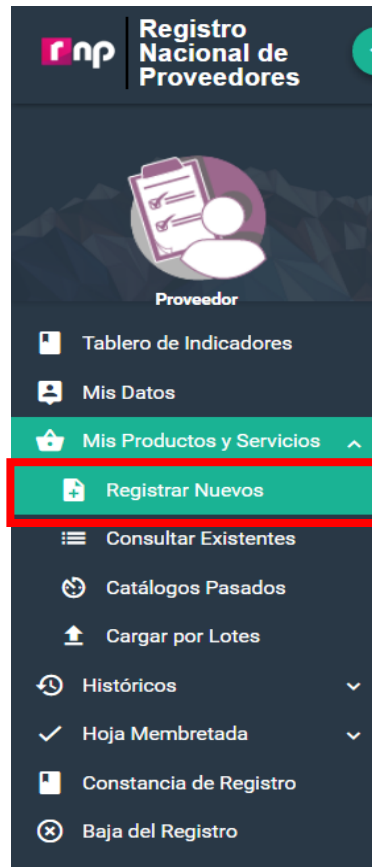 rnp
Registro
Nacional de
Proveedores
Proveedor
Tablero de Indicadores
Mis Datos
Mis Productos y Servicios
Registrar Nuevos
Consultar Existentes
Catálogos Pasados
Cargar por Lotes
Históricos
Hoja Membretada
Constancia de Registro
Baja del Registro